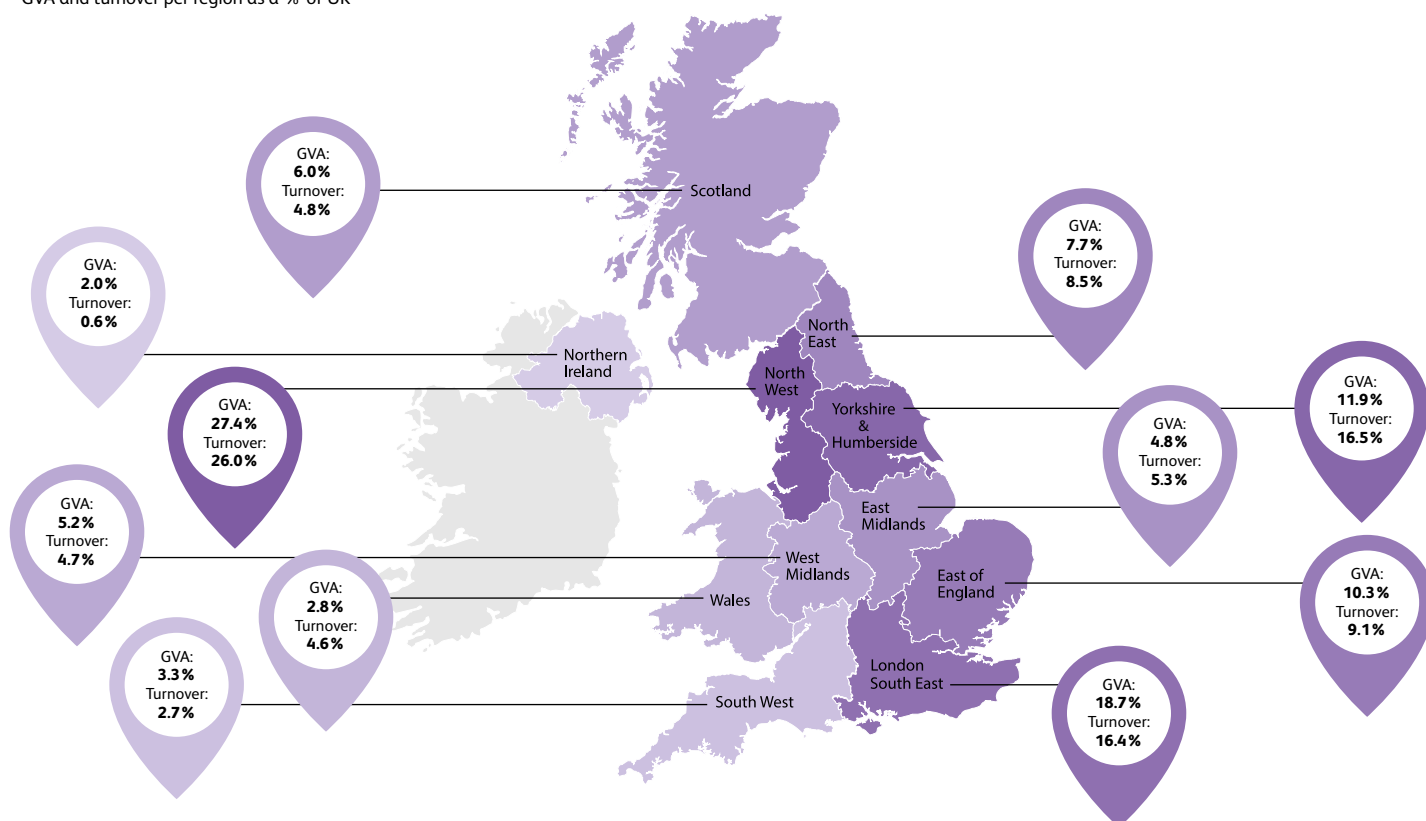 GVA and turnover per region as a % of UK
GVA:
6.0%
Turnover:
4.8%
Scotland
GVA:
7.7%
Turnover:
8.5%
GVA:
2.0%
Turnover:
0.6%
North
East
Northern
Ireland
North
West
GVA:
27.4%
Turnover:
26.0%
Yorkshire
&
Humberside
GVA:
11.9%
Turnover:
16.5%
GVA:
4.8%
Turnover:
5.3%
GVA:
5.2%
Turnover:
4.7%
East
Midlands
West
Midlands
East of
England
GVA:
10.3%
Turnover:
9.1%
GVA:
2.8%
Turnover:
4.6%
Wales
GVA:
3.3%
Turnover:
2.7%
South West
London
South East
GVA:
18.7%
Turnover:
16.4%